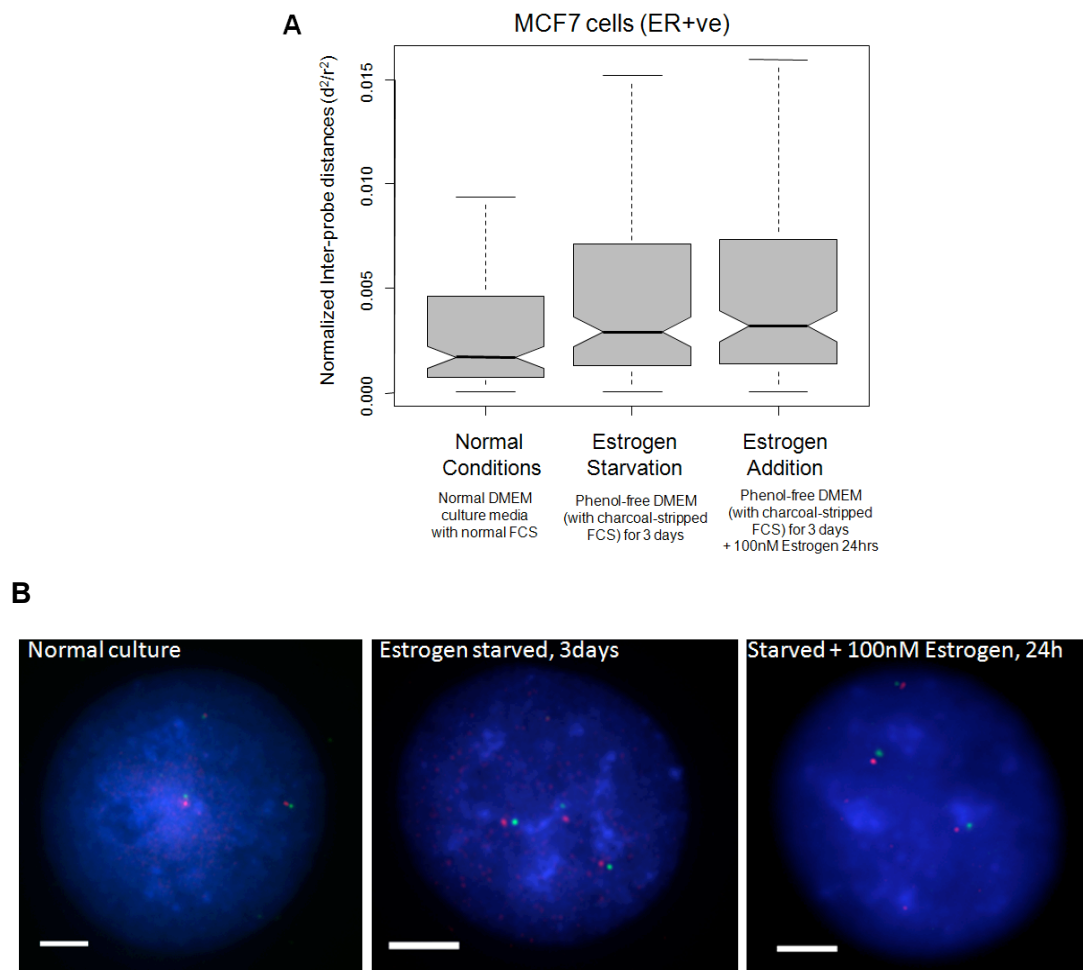 A
MCF7 cells (ER+ve)
Normalized Inter-probe distances (d²/r²)
0.015
0.010
0.005
0.000
Normal
Conditions
Normal DMEM
culture media
with normal FCS
Estrogen
Starvation
Phenol-free DMEM
(with charcoal-stripped
FCS) for 3 days
Estrogen
Addition
Phenol-free DMEM
(with charcoal-stripped
FCS) for 3 days
+ 100nM Estrogen 24hrs
B
Normal culture
Estrogen starved, 3days
Starved + 100nM Estrogen, 24h